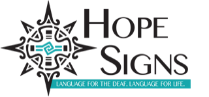 HOPE
SIGNS
LANGUAGE FOR THE DEAF. LANGUAGE FOR LIFE.